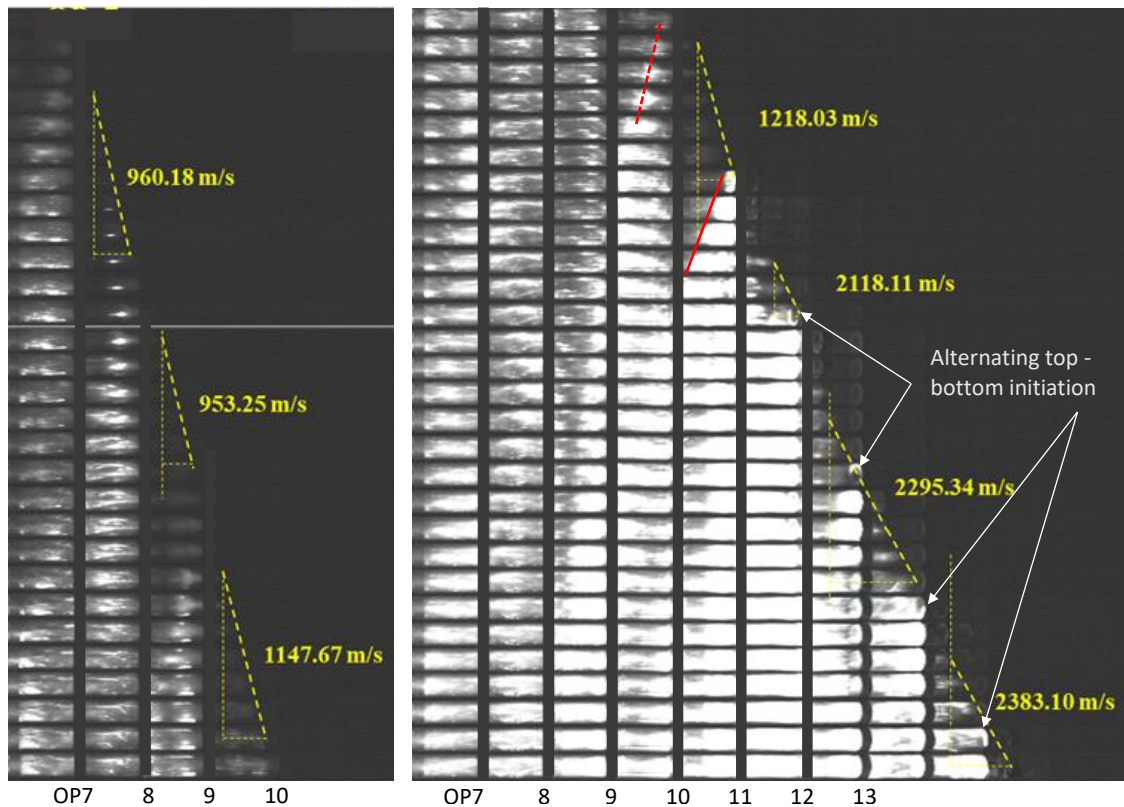 960.18 m/s
953.25 m/s
1147.67 m/s
OP7 8 9 10
1218.03 m/s
2118.11 m/s
Alternating top -
bottom initiation
2295.34 m/s
2383.10 m/s
OP7 8 9 10 11 12 13